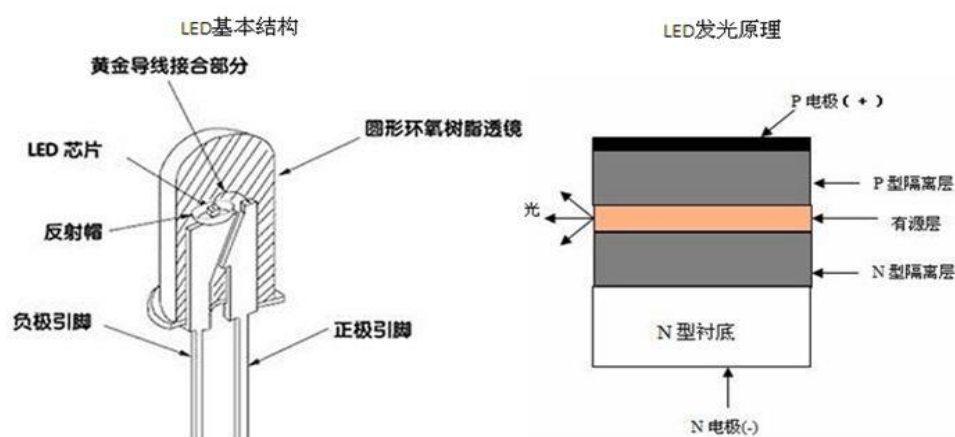 LED基本结构
黄金导线接合部分
圆形环氧树脂透镜
LED 芯片
反射帽
负极引脚
正极引脚
LED发光原理
P 电极（+）
P 型隔离层
光
有源层
N 型隔离层
N 型衬底
N 电极(-)